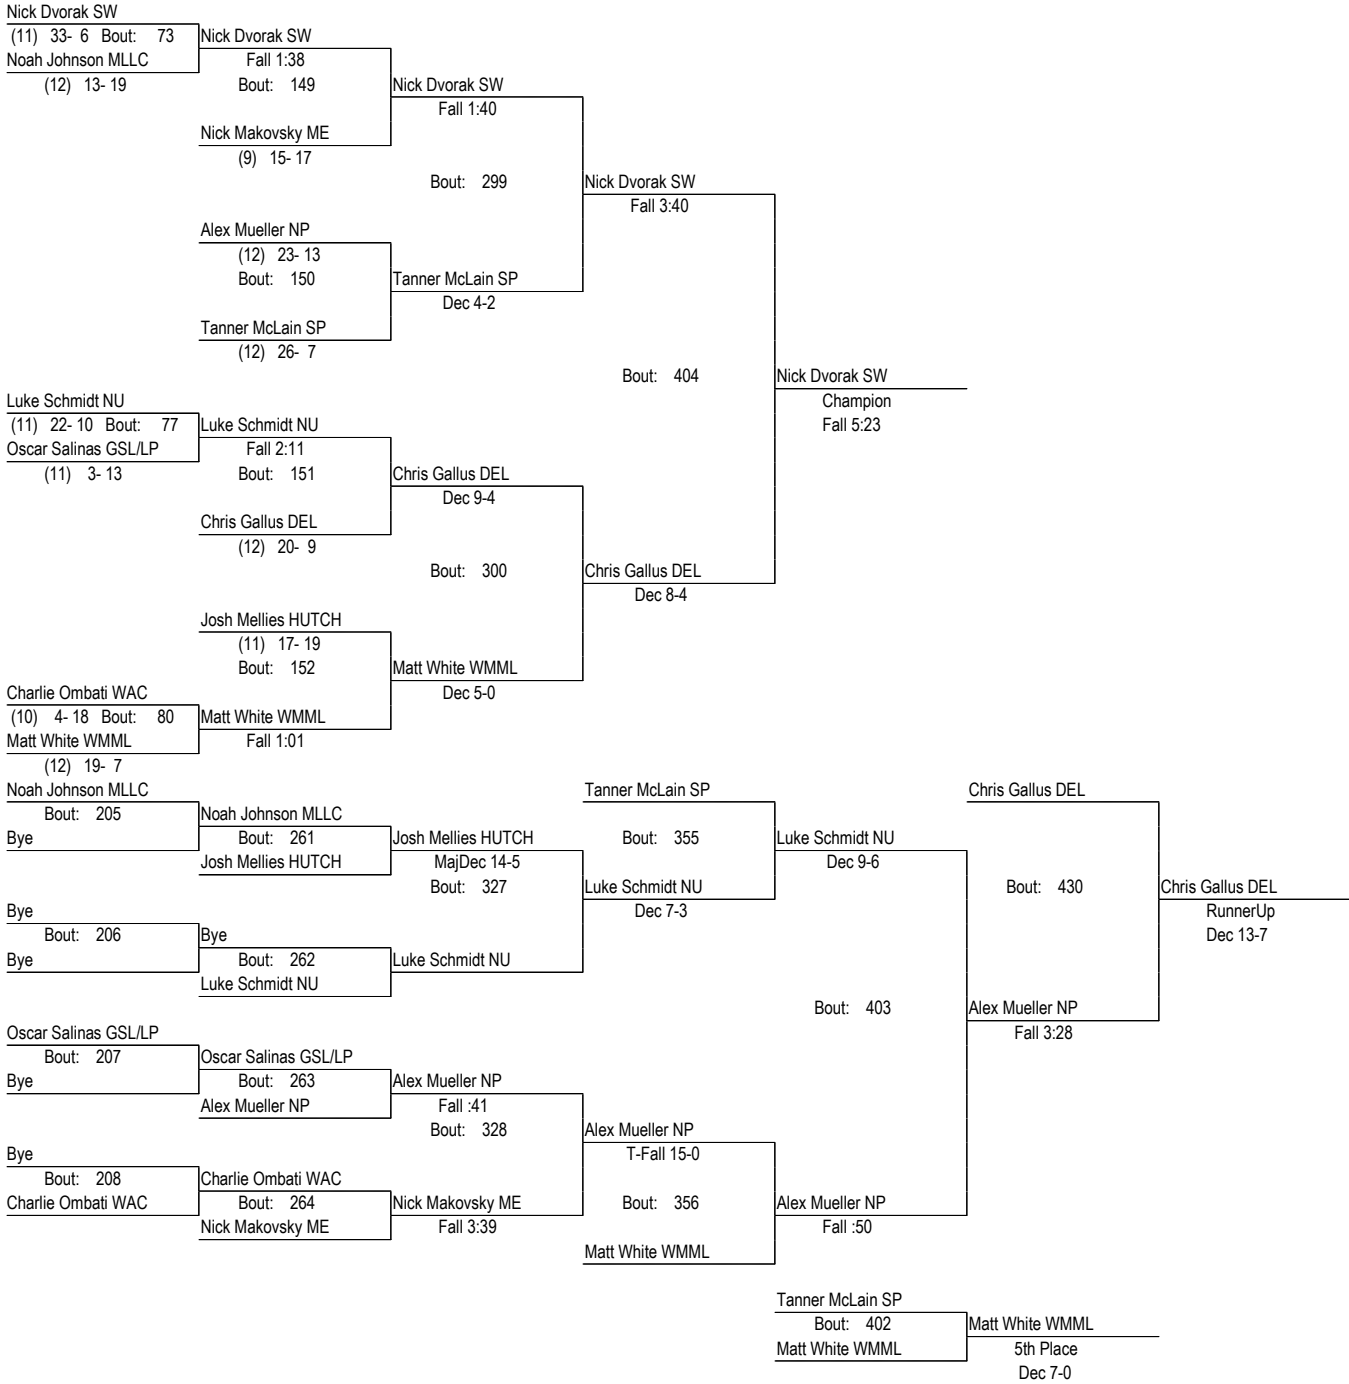 Nick Dvorak SW
(11) 33- 6 Bout: 73 Nick Dvorak SW
Noah Johnson MLLC Fall 1:38
(12) 13- 19 Bout: 149 Nick Dvorak SW
Fall 1:40
Nick Makovsky ME
(9) 15- 17
Bout: 299 Nick Dvorak SW
Fall 3:40
Alex Mueller NP
(12) 23- 13
Bout: 150 Tanner McLain SP
Dec 4-2
Tanner McLain SP
(12) 26- 7
Bout: 404 Nick Dvorak SW
Luke Schmidt NU Champion
(11) 22- 10 Bout: 77 Luke Schmidt NU Fall 5:23
Oscar Salinas GSL/LP Fall 2:11
(11) 3- 13 Bout: 151 Chris Gallus DEL
Dec 9-4
Chris Gallus DEL
(12) 20- 9
Bout: 300 Chris Gallus DEL
Dec 8-4
Josh Mellies HUTCH
(11) 17- 19
Bout: 152 Matt White WMML
Charlie Ombati WAC Dec 5-0
(10) 4- 18 Bout: 80 Matt White WMML
Matt White WMML Fall 1:01
(12) 19- 7
Noah Johnson MLLC Tanner McLain SP Chris Gallus DEL
Bout: 205 Noah Johnson MLLC
Bye Bout: 261 Josh Mellies HUTCH Bout: 355 Luke Schmidt NU
Josh Mellies HUTCH MajDec 14-5 Dec 9-6
Bout: 327 Luke Schmidt NU Bout: 430 Chris Gallus DEL
Bye Dec 7-3 RunnerUp
Bout: 206 Bye Dec 13-7
Bye Bout: 262 Luke Schmidt NU
Luke Schmidt NU
Bout: 403 Alex Mueller NP
Oscar Salinas GSL/LP Fall 3:28
Bout: 207 Oscar Salinas GSL/LP
Bye Bout: 263 Alex Mueller NP
Alex Mueller NP Fall :41
Bout: 328 Alex Mueller NP
Bye T-Fall 15-0
Bout: 208 Charlie Ombati WAC
Charlie Ombati WAC Bout: 264 Nick Makovsky ME Bout: 356 Alex Mueller NP
Nick Makovsky ME Fall 3:39 Fall :50
Matt White WMML
Tanner McLain SP
Bout: 402 Matt White WMML
Matt White WMML 5th Place
Dec 7-0